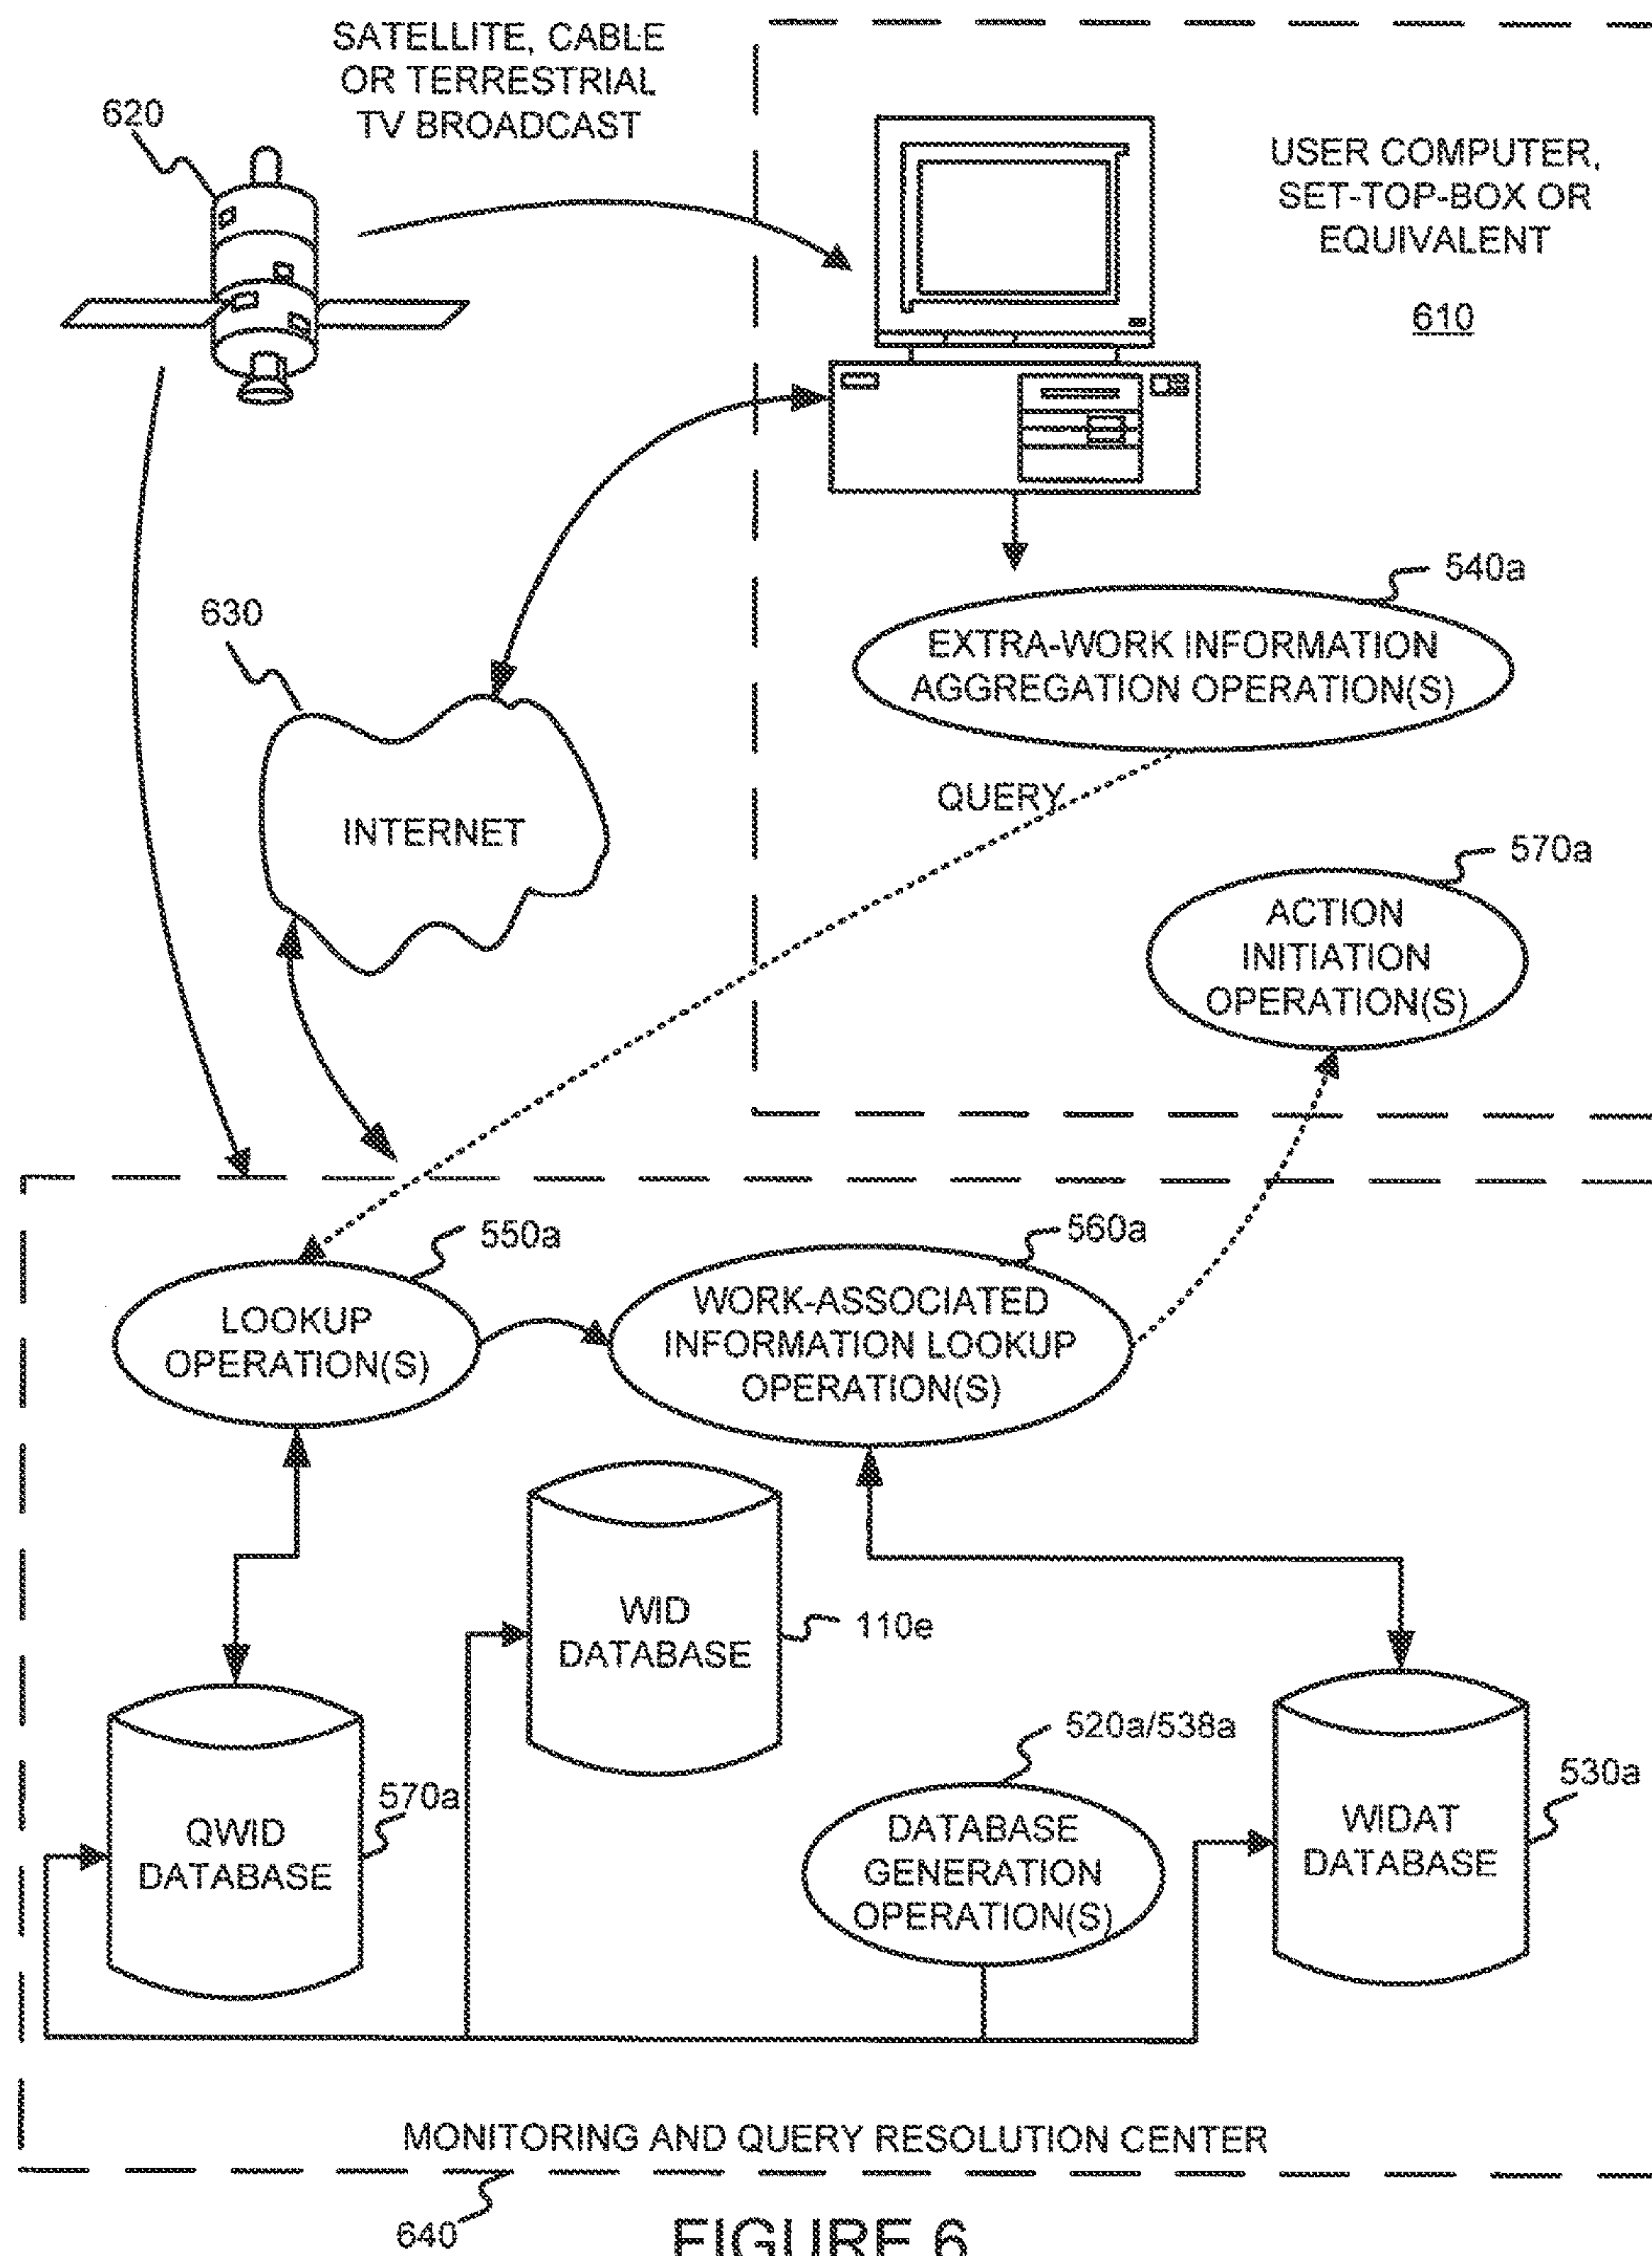 SATELLITE, CABLE
OR TERRESTRIAL
TV BROADCAST
620
USER COMPUTER,
SET-TOP-BOX OR
EQUIVALENT
610
540a
EXTRA-WORK INFORMATION
AGGREGATION OPERATION(S)
630
INTERNET
QUERY
570a
ACTION
INITIATION
OPERATION(S)
550a
LOOKUP
OPERATION(S)
560a
WORK-ASSOCIATED
INFORMATION LOOKUP
OPERATION(S)
WID
DATABASE
110e
520a/538a
DATABASE
GENERATION
OPERATION(S)
570a
QWID
DATABASE
530a
WIDAT
DATABASE
MONITORING AND QUERY RESOLUTION CENTER
640
FIGURE 6